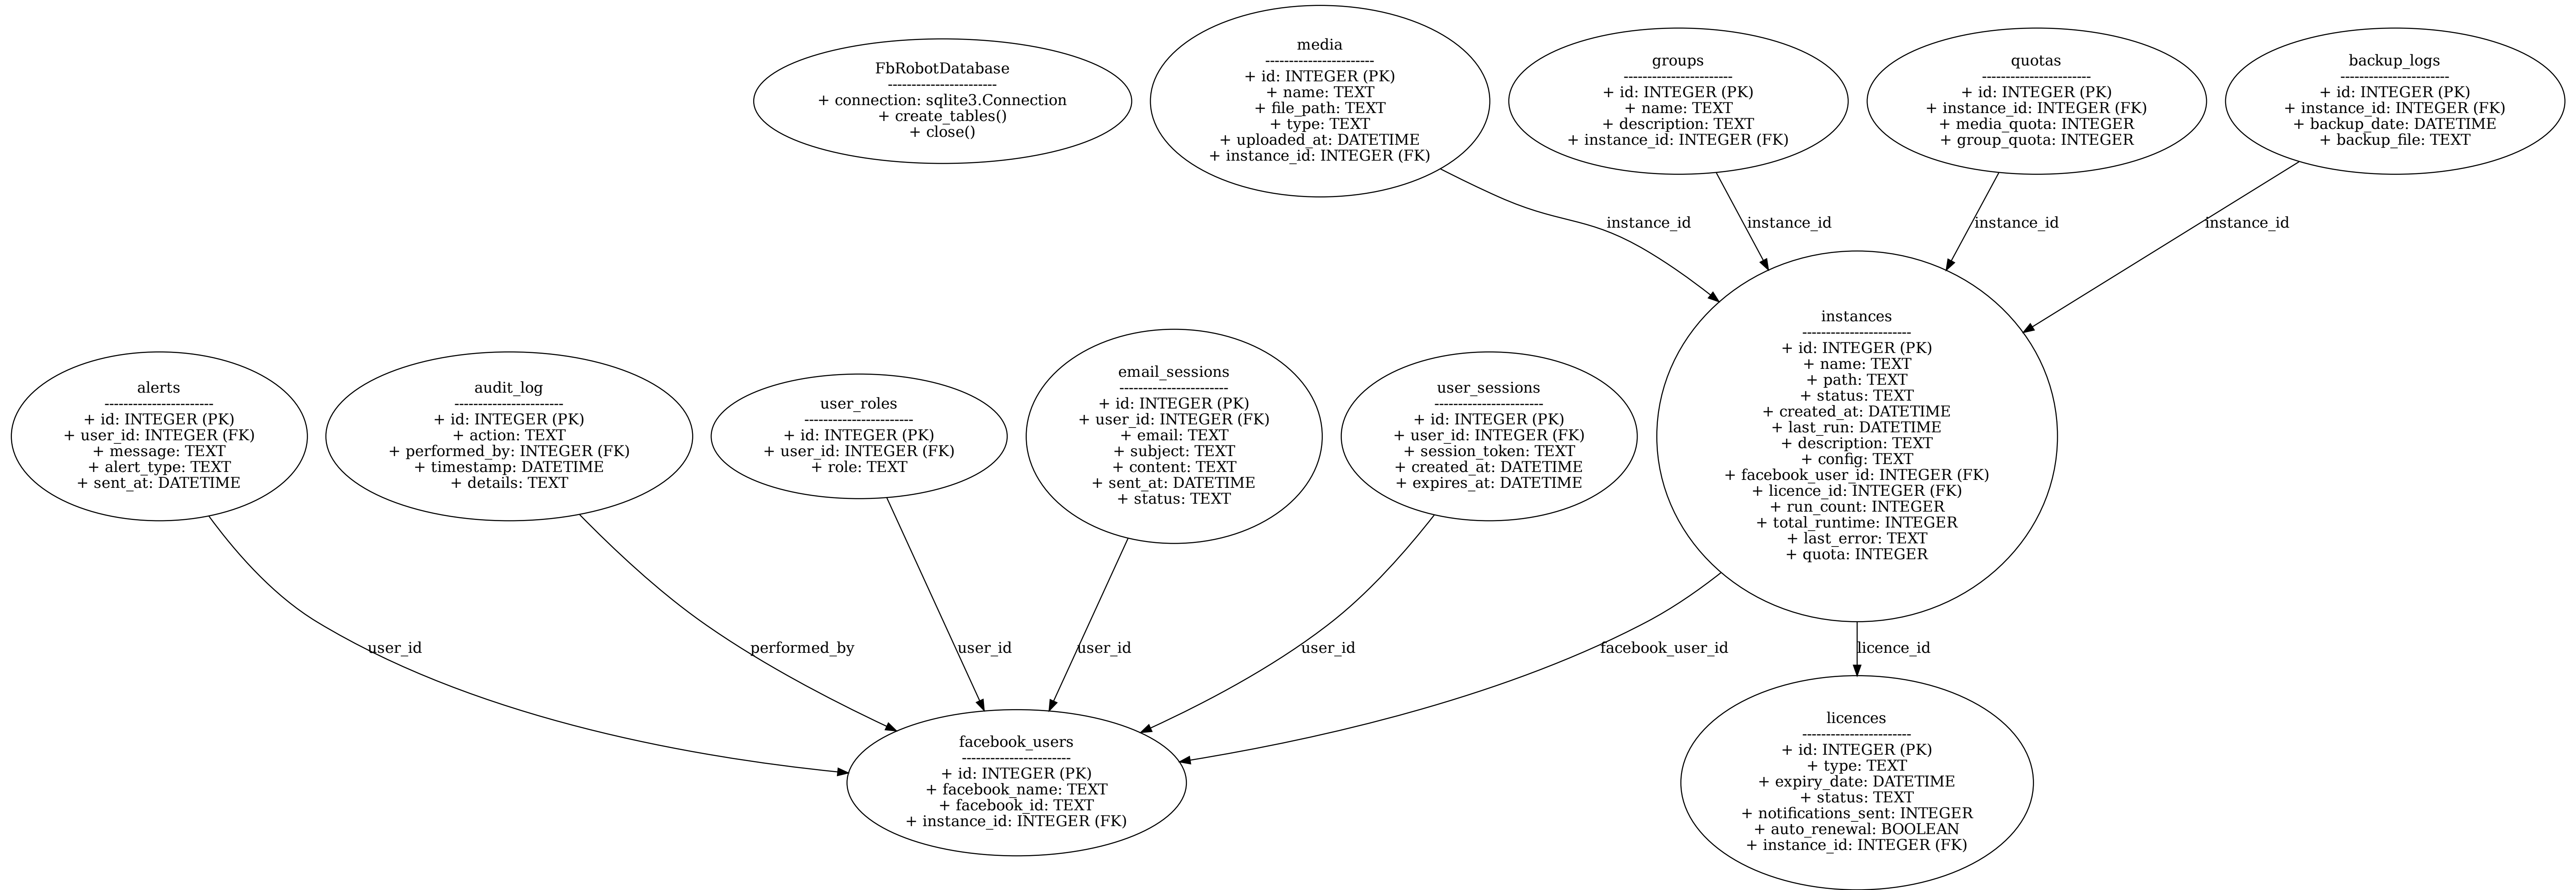 FbRobotDatabase
-----------------------
+ connection: sqlite3.Connection
+ create_tables()
+ close()
media
-----------------------
+ id: INTEGER (PK)
+ name: TEXT
+ file_path: TEXT
+ type: TEXT
+ uploaded_at: DATETIME
+ instance_id: INTEGER (FK)
groups
-----------------------
+ id: INTEGER (PK)
+ name: TEXT
+ description: TEXT
+ instance_id: INTEGER (FK)
quotas
-----------------------
+ id: INTEGER (PK)
+ instance_id: INTEGER (FK)
+ media_quota: INTEGER
+ group_quota: INTEGER
backup_logs
-----------------------
+ id: INTEGER (PK)
+ instance_id: INTEGER (FK)
+ backup_date: DATETIME
+ backup_file: TEXT
instance_id
instance_id
instance_id
instance_id
alerts
-----------------------
+ id: INTEGER (PK)
+ user_id: INTEGER (FK)
+ message: TEXT
+ alert_type: TEXT
+ sent_at: DATETIME
audit_log
-----------------------
+ id: INTEGER (PK)
+ action: TEXT
+ performed_by: INTEGER (FK)
+ timestamp: DATETIME
+ details: TEXT
user_roles
-----------------------
+ id: INTEGER (PK)
+ user_id: INTEGER (FK)
+ role: TEXT
email_sessions
-----------------------
+ id: INTEGER (PK)
+ user_id: INTEGER (FK)
+ email: TEXT
+ subject: TEXT
+ content: TEXT
+ sent_at: DATETIME
+ status: TEXT
user_sessions
-----------------------
+ id: INTEGER (PK)
+ user_id: INTEGER (FK)
+ session_token: TEXT
+ created_at: DATETIME
+ expires_at: DATETIME
instances
-----------------------
+ id: INTEGER (PK)
+ name: TEXT
+ path: TEXT
+ status: TEXT
+ created_at: DATETIME
+ last_run: DATETIME
+ description: TEXT
+ config: TEXT
+ facebook_user_id: INTEGER (FK)
+ licence_id: INTEGER (FK)
+ run_count: INTEGER
+ total_runtime: INTEGER
+ last_error: TEXT
+ quota: INTEGER
user_id
performed_by
user_id
user_id
user_id
facebook_user_id
licence_id
facebook_users
-----------------------
+ id: INTEGER (PK)
+ facebook_name: TEXT
+ facebook_id: TEXT
+ instance_id: INTEGER (FK)
licences
-----------------------
+ id: INTEGER (PK)
+ type: TEXT
+ expiry_date: DATETIME
+ status: TEXT
+ notifications_sent: INTEGER
+ auto_renewal: BOOLEAN
+ instance_id: INTEGER (FK)